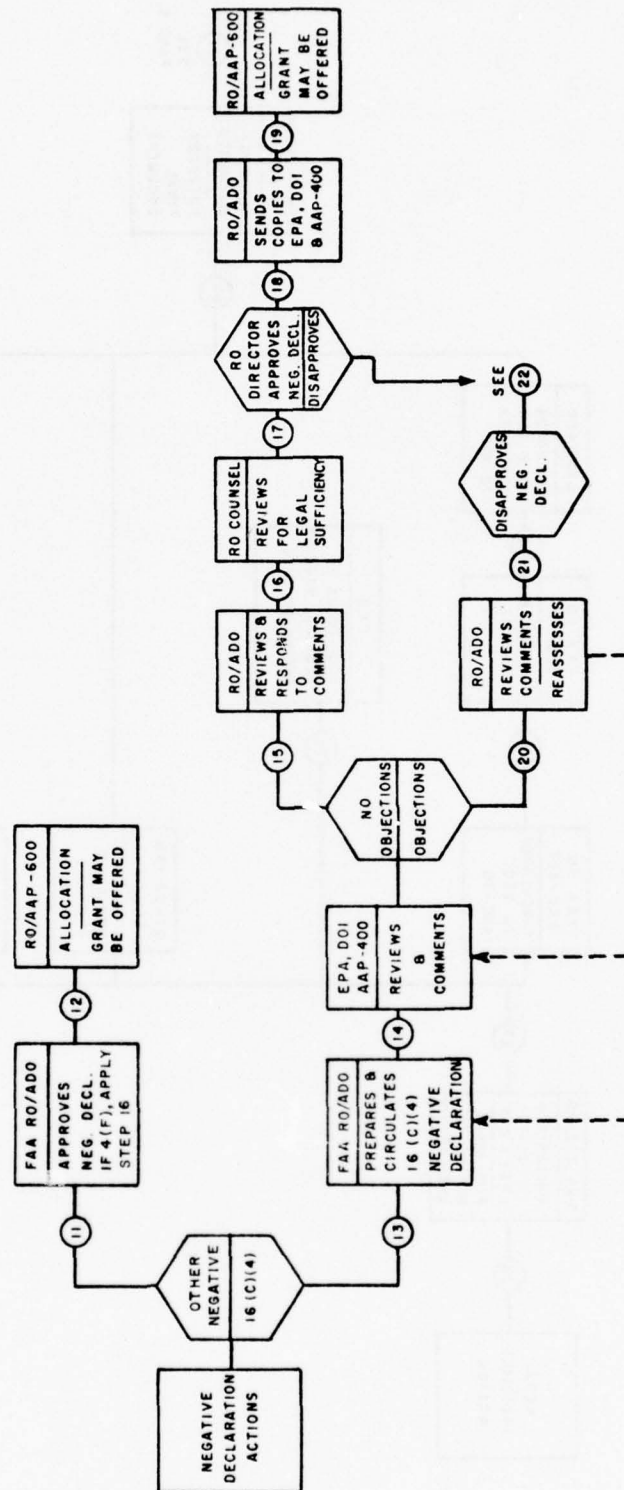 NEGATIVE
DECLARATION
ACTIONS
OTHER
NEGATIVE
16 (C)(4)
11
FAA RO/ADO
APPROVES
NEG. DECL.
IF 4(F), APPLY
STEP 16
12
RO/AAP-600
ALLOCATION
GRANT MAY
BE OFFERED
13
FAA RO/ADO
PREPARES &
CIRCULATES
16 (C)(4)
NEGATIVE
DECLARATION
14
EPA, DOI
AAP-400
REVIEWS
&
COMMENTS
NO
OBJECTIONS
OBJECTIONS
15
RO/ADO
REVIEWS &
RESPONDS
TO
COMMENTS
16
RO COUNSEL
REVIEWS
FOR
LEGAL
SUFFICIENCY
17
RO
DIRECTOR
APPROVES
NEG. DECL.
DISAPPROVES
18
RO/ADO
SENDS
COPIES TO
EPA, DOI
& AAP-400
19
RO/AAP-600
ALLOCATION
GRANT
MAY BE
OFFERED
20
RO/ADO
REVIEWS
COMMENTS
REASSESSES
21
DISAPPROVES
NEG.
DECL.
SEE
22